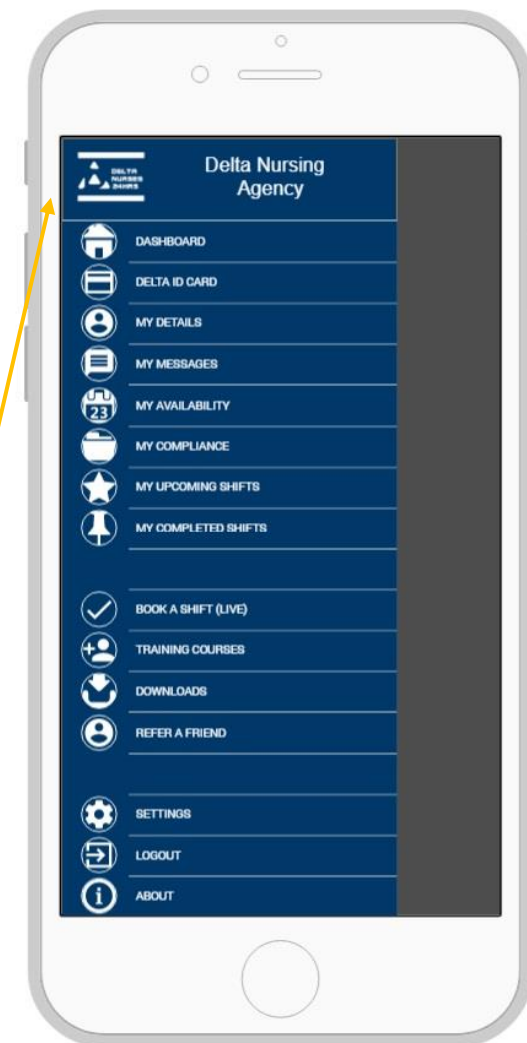 DELTA
NURSES
24HRS
Delta Nursing
Agency
DASHBOARD
DELTA ID CARD
MY DETAILS
MY MESSAGES
23
MY AVAILABILITY
MY COMPLIANCE
MY UPCOMING SHIFTS
MY COMPLETED SHIFTS
BOOK A SHIFT (LIVE)
TRAINING COURSES
DOWNLOADS
REFER A FRIEND
SETTINGS
LOGOUT
i
ABOUT